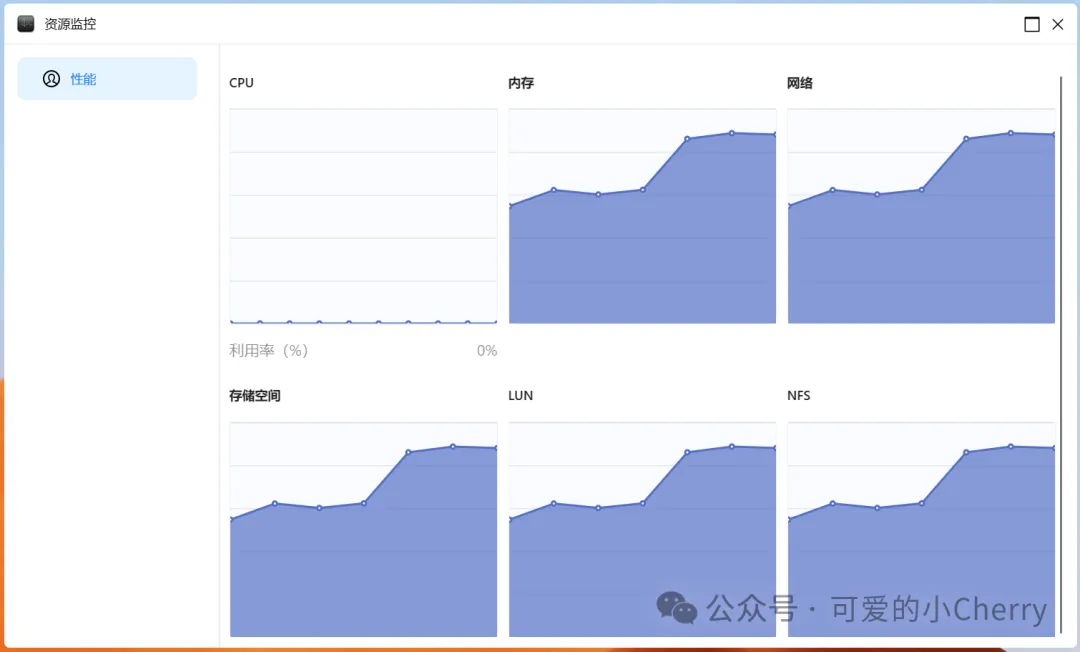 资源监控
性能
CPU
内存
网络
利用率（%）
0%
存储空间
LUN
NFS
公众号·可爱的小Cherry